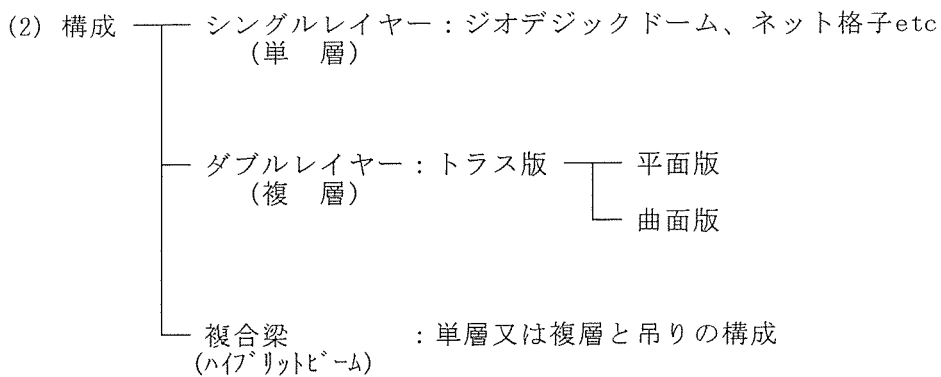 (2) 構成 シングルレイヤー：ジオデジックドーム、ネット格子etc
(単　層)
ダブルレイヤー：トラス版 平面版
(複　層)
曲面版
複合梁　　　　：単層又は複層と吊りの構成
(ﾊｲﾌﾞﾘｯﾄﾋﾞｰﾑ)